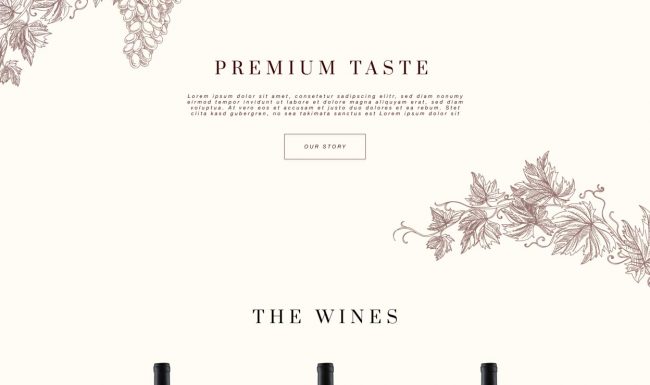 PREMIUM TASTE
Lorem ipsum dolor sit amet, consetetur sadipscing elitr, sed diam nonumy
eirmod tempor invidunt ut labore et dolore magna aliquyam erat, sed diam
voluptua. At vero eos et accusam et justo duo dolores et ea rebum. Stet
clita kasd gubergren, no sea takimata sanctus est Lorem ipsum dolor sit
OUR STORY
THE WINES